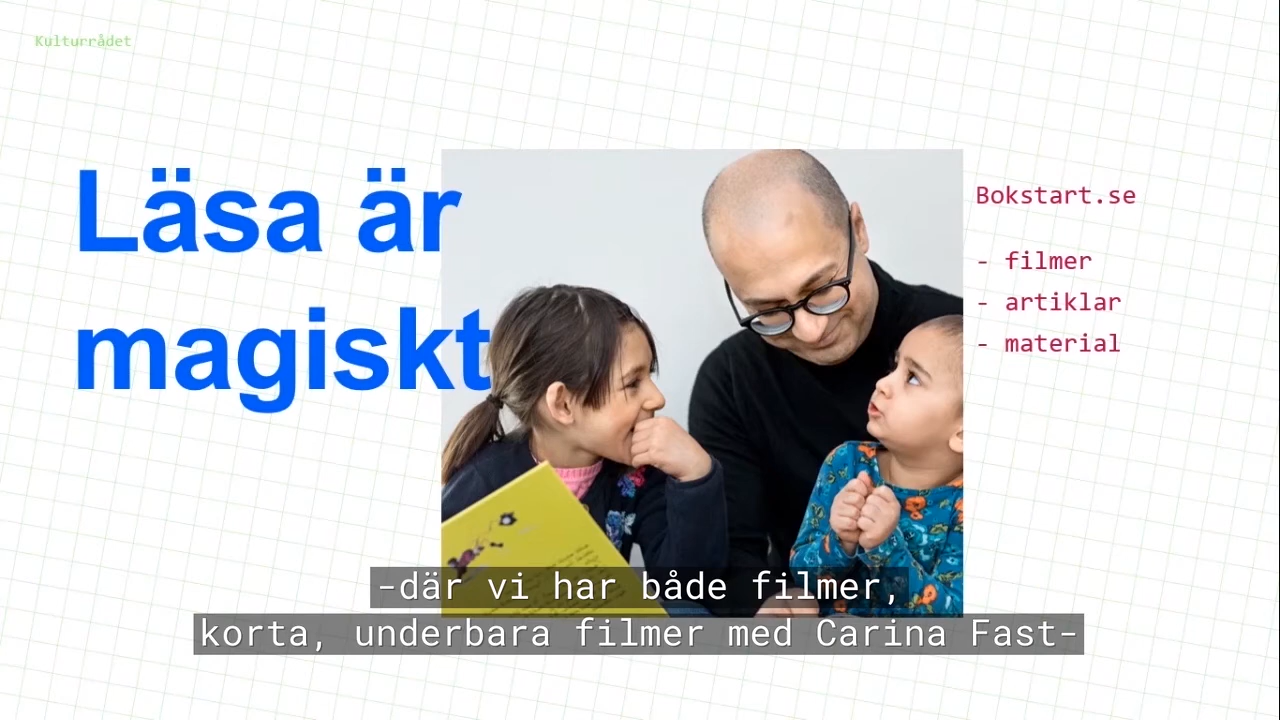 Kulturrådet
Läsa är
magiskt
Bokstart.se
- filmer
- artiklar
- material
-där vi har både filmer,
korta, underbara filmer med Carina Fast-